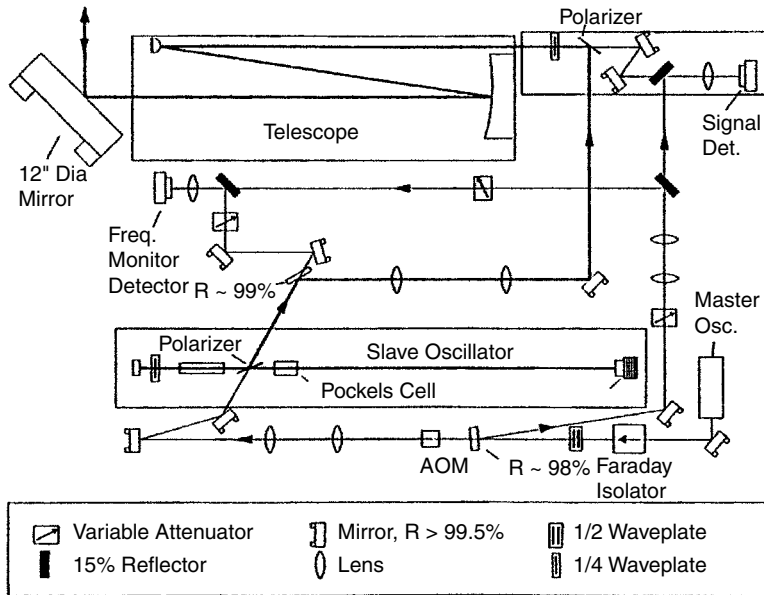 Polarizer
Telescope
Signal
Det.
12" Dia
Mirror
Freq.
Monitor
Detector
R ~ 99%
Master
Osc.
Polarizer
Slave Oscillator
Pockels Cell
AOM
R ~ 98%
Faraday
Isolator
Variable Attenuator
Mirror, R > 99.5%
1/2 Waveplate
15% Reflector
Lens
1/4 Waveplate